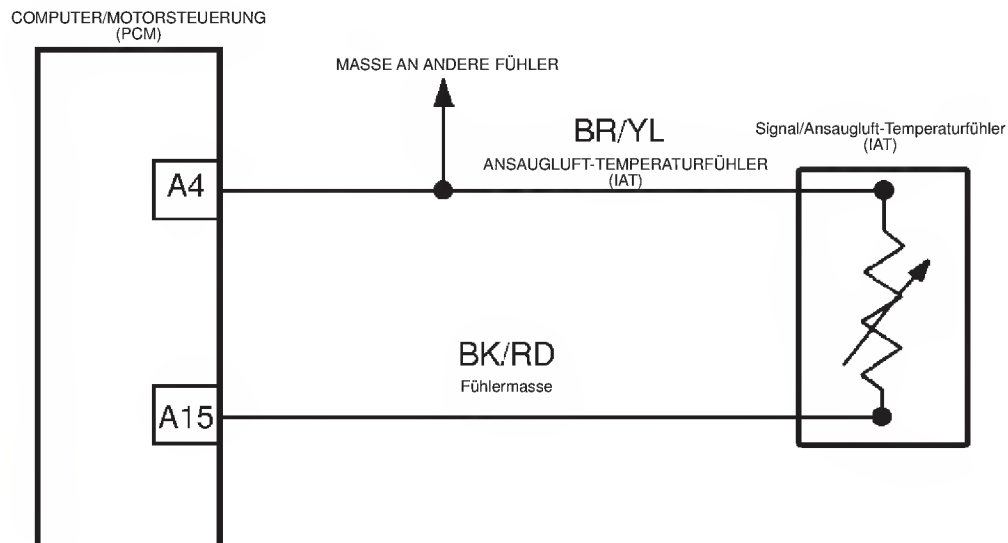 COMPUTER/MOTORSTEUERUNG
(PCM)
MASSE AN ANDERE FÜHLER
BR/YL
ANSAUGLUFT-TEMPERATURFÜHLER
(IAT)
Signal/Ansaugluft-Temperaturfühler
(IAT)
A4
BK/RD
Fühlermasse
A15